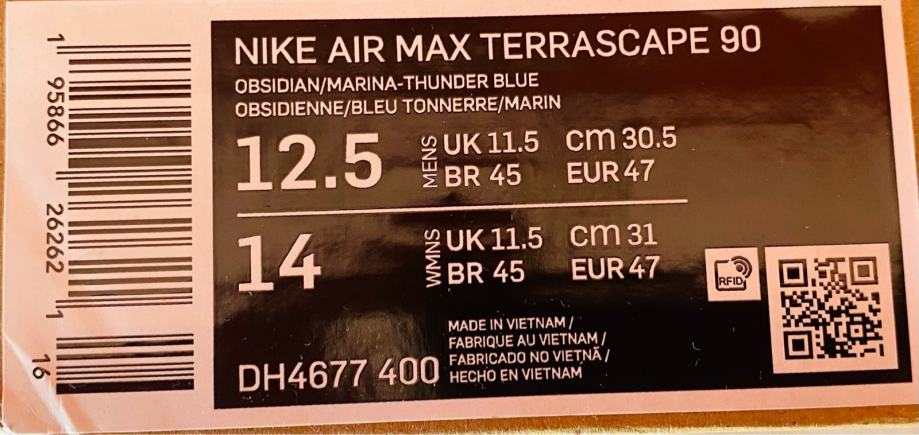 NIKE AIR MAX TERRASCAPE 90
OBSIDIAN/MARINA-THUNDER BLUE
OBSIDIENNE/BLEU TONNERRE/MARIN
12.5 MENS UK 11.5 cm 30.5
BR 45 EUR 47
14 WMNS UK 11.5 cm 31
BR 45 EUR 47
RFID
DH4677 400
MADE IN VIETNAM /
FABRIQUE AU VIETNAM /
FABRICADO NO VIETNÃ /
HECHO EN VIETNAM
1 95866 26262 1 16